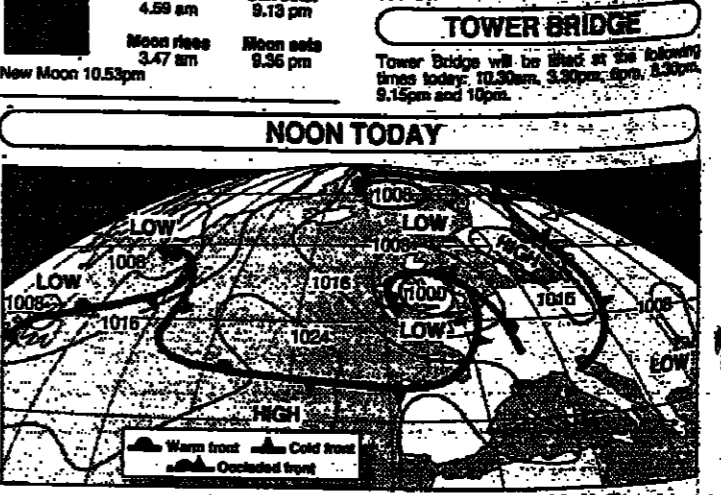 4.59 am 9.13 pm
Moon rises Moon sets
3.47 am 9.36 pm
New Moon 10.53pm
TOWER BRIDGE
Tower Bridge will be lifted at the following
times today: 10.30am, 3.30pm, 6pm, 8.30pm,
9.15pm and 10pm.
NOON TODAY
1008
LOW
LOW
1008
HIGH
1008
LOW
1016
1000
1008
1016
1008
1016
1024
LOW
LOW
HIGH
Warm front Cold front
Occluded front